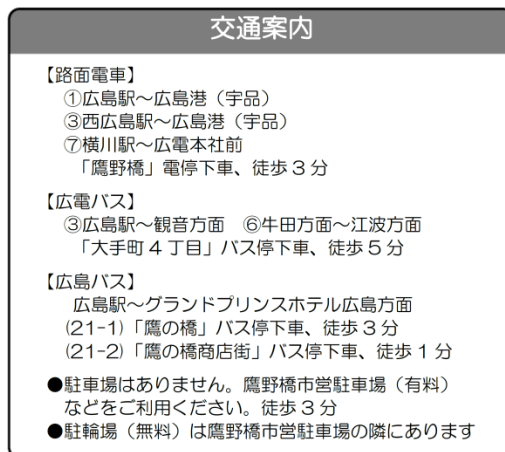 交通案内
【路面電車】
①広島駅～広島港（宇品）
③西広島駅～広島港（宇品）
⑦横川駅～広電本社前
「鷹野橋」電停下車、徒歩３分
【広電バス】
③広島駅～観音方面　⑥牛田方面～江波方面
「大手町４丁目」バス停下車、徒歩５分
【広島バス】
広島駅～グランドプリンスホテル広島方面
(21-1)「鷹の橋」バス停下車、徒歩３分
(21-2)「鷹の橋商店街」バス停下車、徒歩１分
●駐車場はありません。鷹野橋市営駐車場（有料）
などをご利用ください。徒歩３分
●駐輪場（無料）は鷹野橋市営駐車場の隣にあります